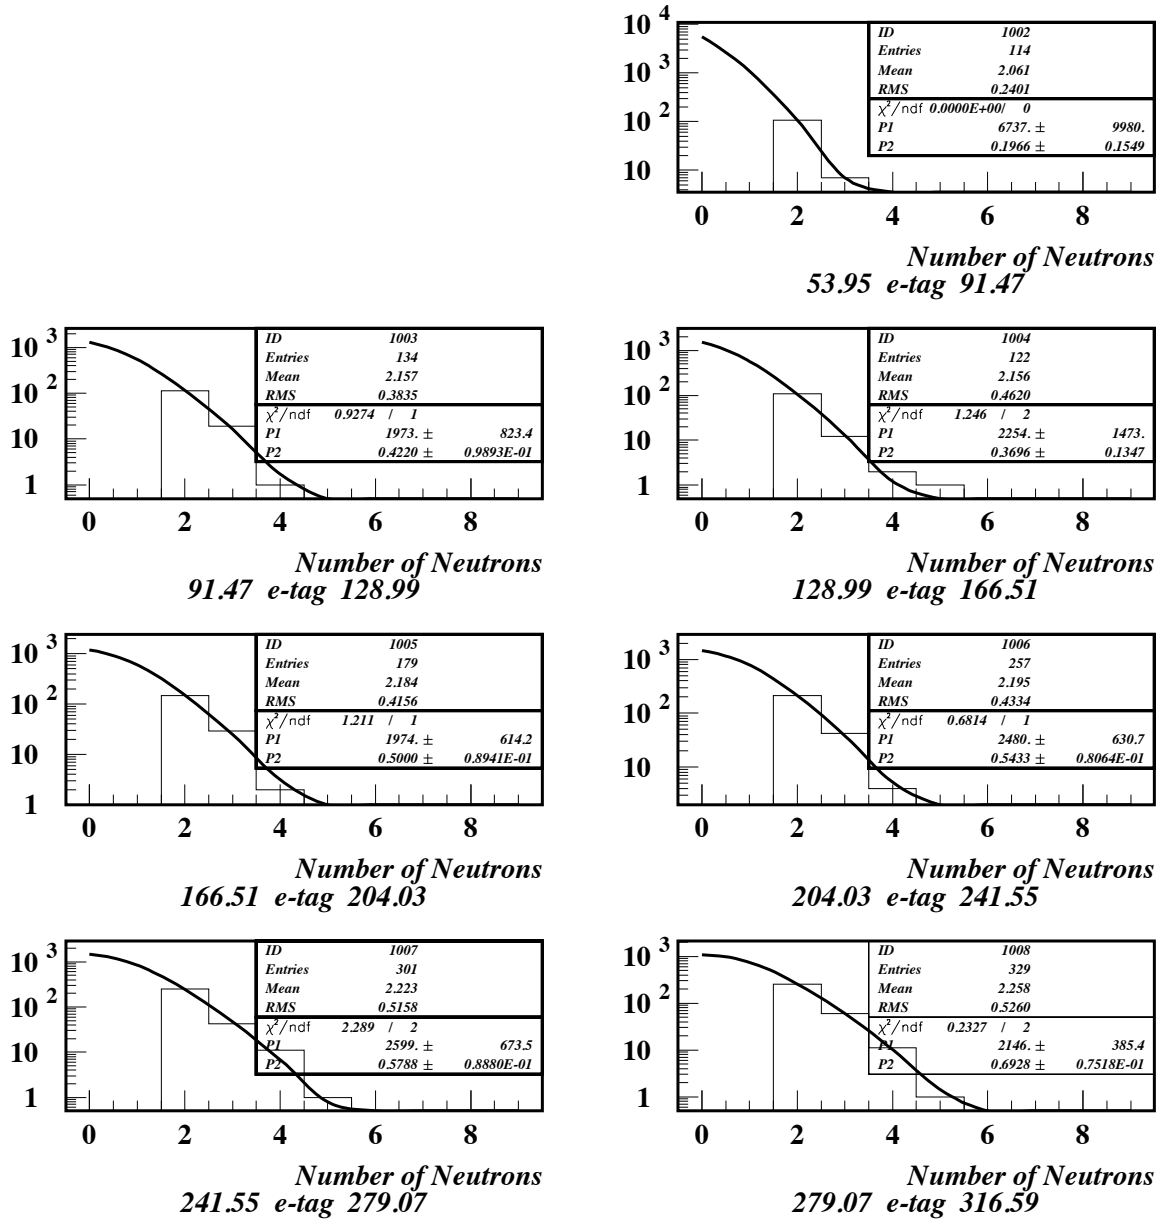 10 4
10 3
10 2
10
0 2 4 6 8
ID 1002
Entries 114
Mean 2.061
RMS 0.2401
χ²/ndf 0.0000E+00/ 0
P1 6737. ± 9980.
P2 0.1966 ± 0.1549
Number of Neutrons
53.95 e-tag 91.47
10 3
10 2
10
1
0 2 4 6 8
ID 1003
Entries 134
Mean 2.157
RMS 0.3835
χ²/ndf 0.9274 / 1
P1 1973. ± 823.4
P2 0.4220 ± 0.9893E-01
Number of Neutrons
91.47 e-tag 128.99
10 3
10 2
10
1
0 2 4 6 8
ID 1004
Entries 122
Mean 2.156
RMS 0.4620
χ²/ndf 1.246 / 2
P1 2254. ± 1473.
P2 0.3696 ± 0.1347
Number of Neutrons
128.99 e-tag 166.51
10 3
10 2
10
1
0 2 4 6 8
ID 1005
Entries 179
Mean 2.184
RMS 0.4156
χ²/ndf 1.211 / 1
P1 1974. ± 614.2
P2 0.5000 ± 0.8941E-01
Number of Neutrons
166.51 e-tag 204.03
10 3
10 2
10
0 2 4 6 8
ID 1006
Entries 257
Mean 2.195
RMS 0.4334
χ²/ndf 0.6814 / 1
P1 2480. ± 630.7
P2 0.5433 ± 0.8064E-01
Number of Neutrons
204.03 e-tag 241.55
10 3
10 2
10
1
0 2 4 6 8
ID 1007
Entries 301
Mean 2.223
RMS 0.5158
χ²/ndf 2.289 / 2
P1 2599. ± 673.5
P2 0.5788 ± 0.8880E-01
Number of Neutrons
241.55 e-tag 279.07
10 3
10 2
10
1
0 2 4 6 8
ID 1008
Entries 329
Mean 2.258
RMS 0.5260
χ²/ndf 0.2327 / 2
P1 2146. ± 385.4
P2 0.6928 ± 0.7518E-01
Number of Neutrons
279.07 e-tag 316.59